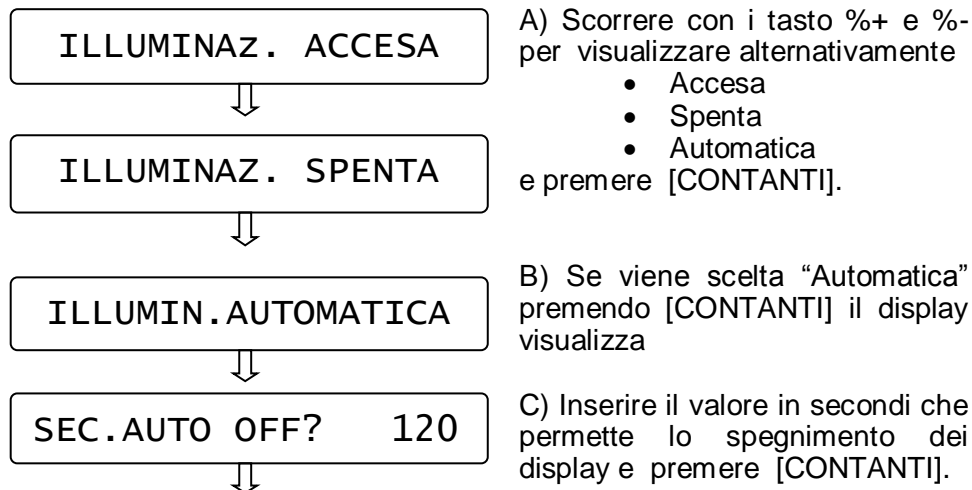 ILLUMINAz. ACCESA
ILLUMINAZ. SPENTA
ILLUMIN.AUTOMATICA
SEC.AUTO OFF? 120
A) Scorrere con i tasto %+ e %-
per visualizzare alternativamente
• Accesa
• Spenta
• Automatica
e premere [CONTANTI].
B) Se viene scelta “Automatica”
premendo [CONTANTI] il display
visualizza
C) Inserire il valore in secondi che
permette lo spegnimento dei
display e premere [CONTANTI].